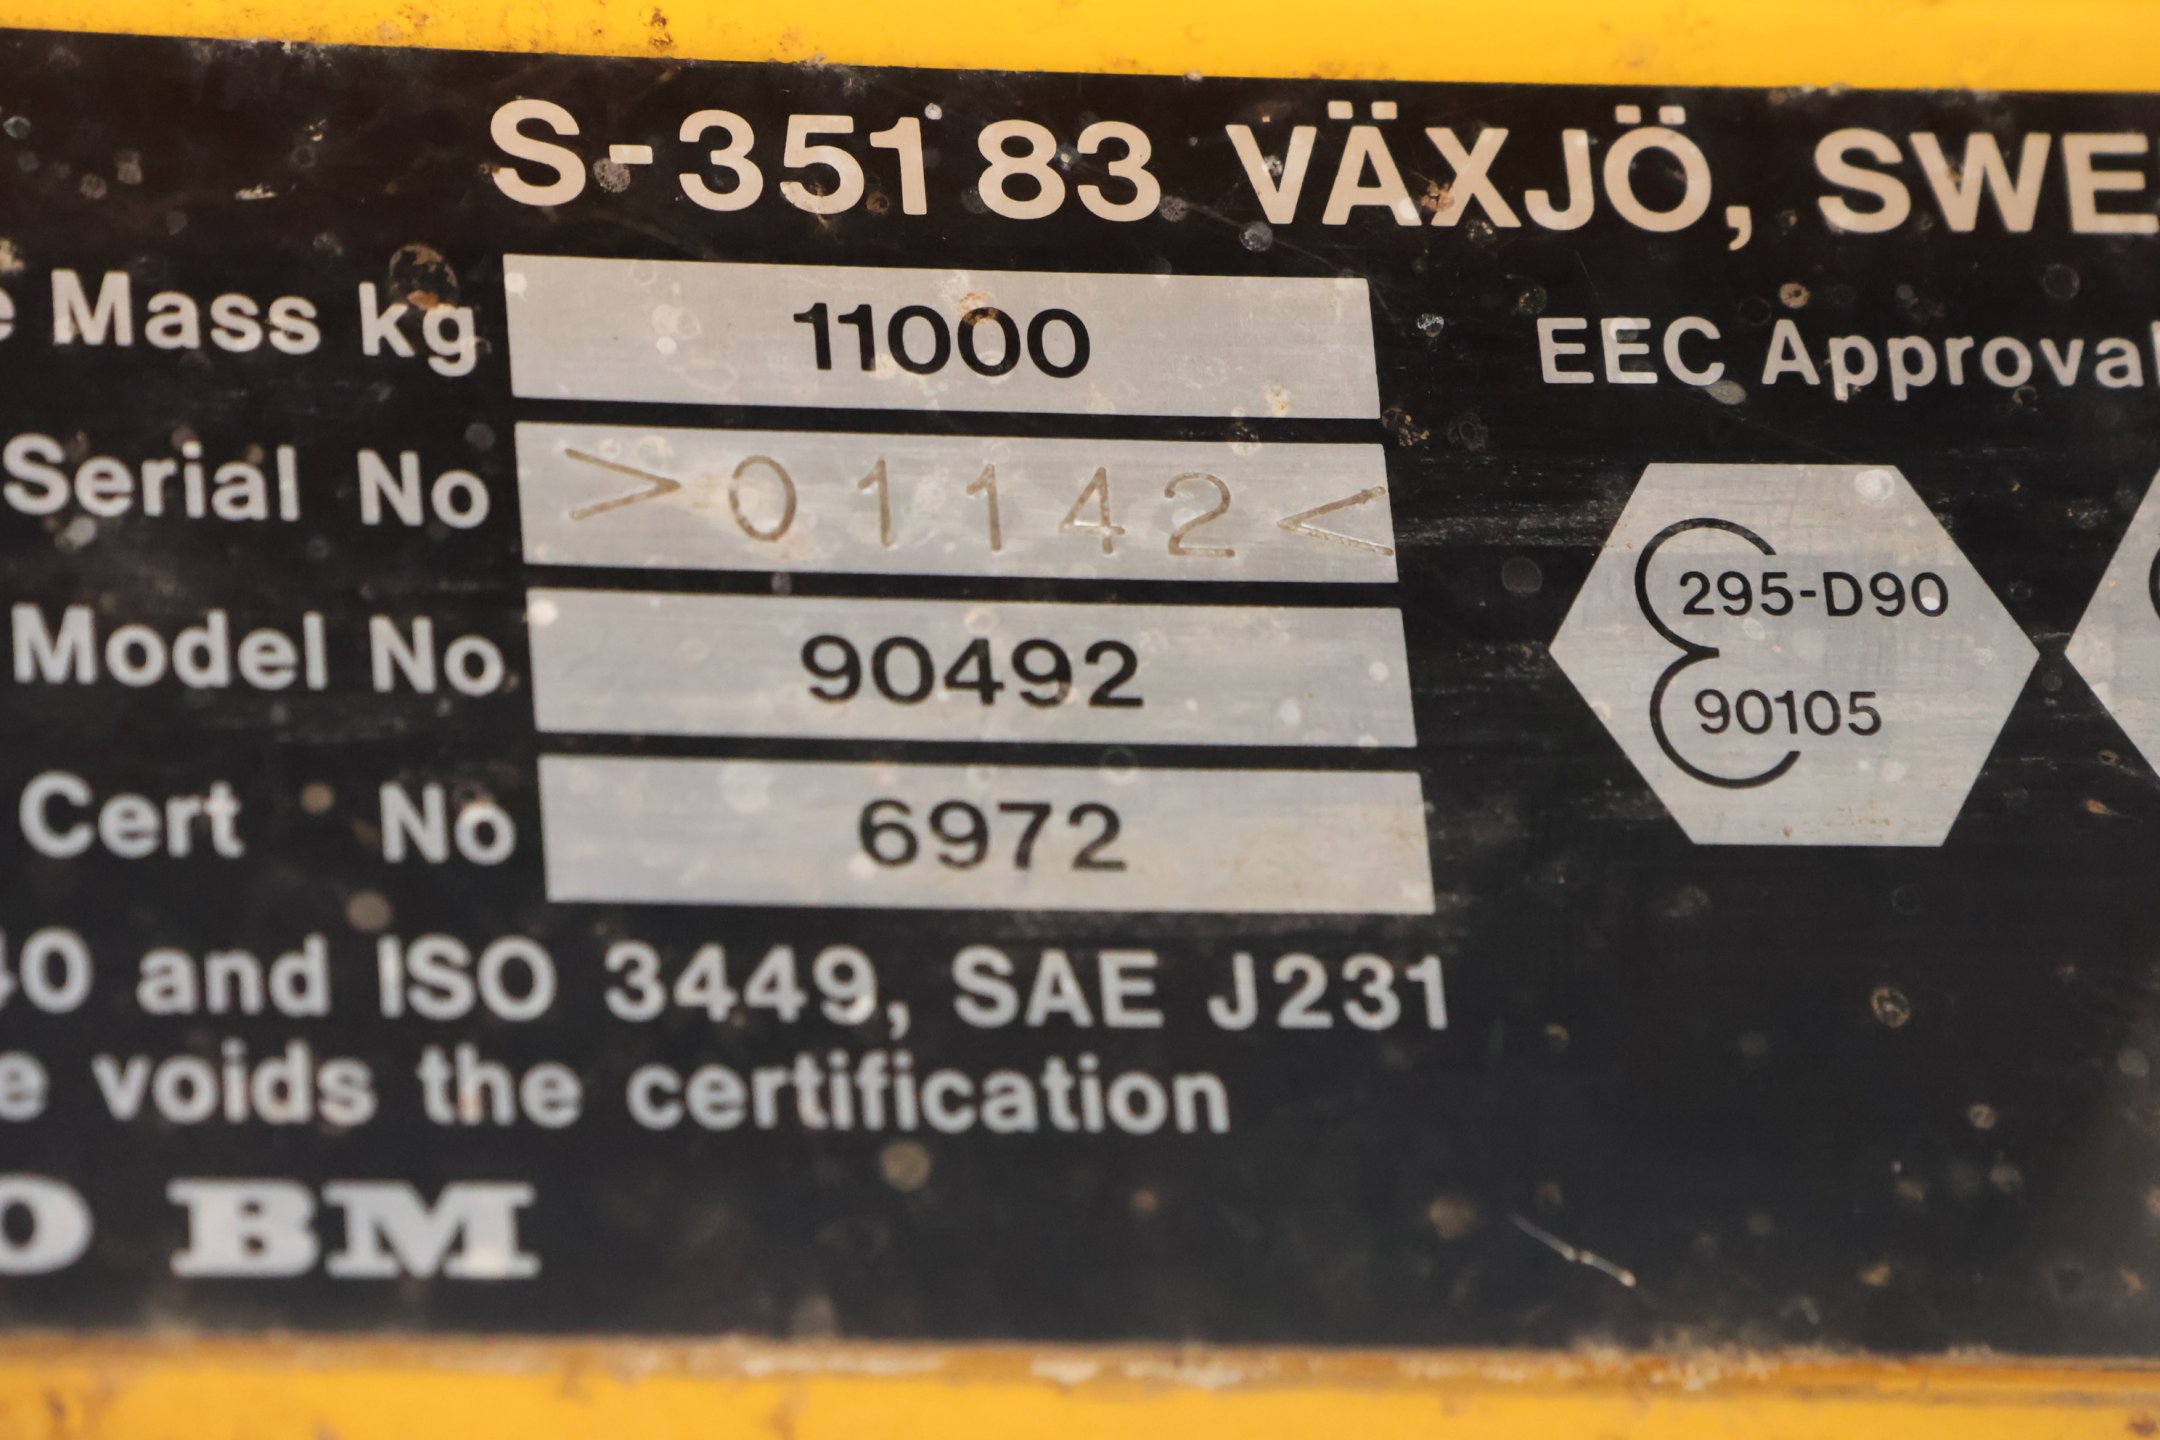 S-351 83 VÄXJÖ, SWE
e Mass kg 11000
EEC Approval
Serial No >01142<
295-D90
Model No 90492
90105
Cert No 6972
40 and ISO 3449, SAE J231
e voids the certification
O BM